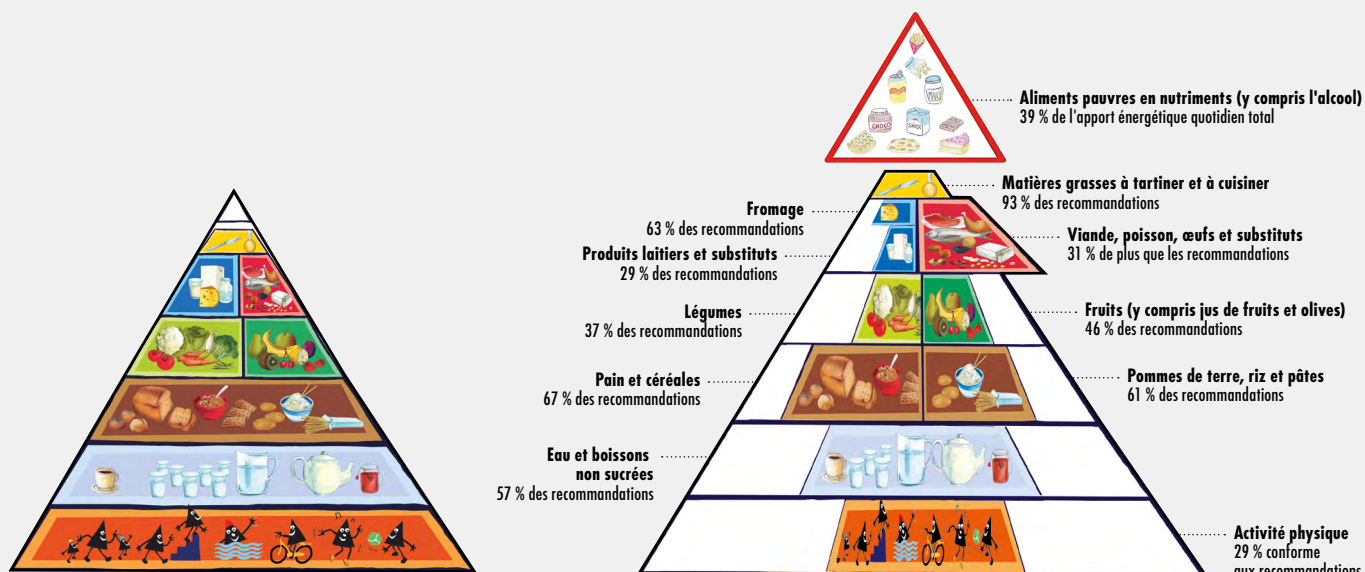 Aliments pauvres en nutriments (y compris l'alcool)
39 % de l'apport énergétique quotidien total
Matières grasses à tartiner et à cuisiner
93 % des recommandations
Fromage
63 % des recommandations
Viande, poisson, œufs et substituts
31 % de plus que les recommandations
Produits laitiers et substituts
29 % des recommandations
Légumes
37 % des recommandations
Fruits (y compris jus de fruits et olives)
46 % des recommandations
Pain et céréales
67 % des recommandations
Pommes de terre, riz et pâtes
61 % des recommandations
Eau et boissons
non sucrées
57 % des recommandations
Activité physique
29 % conforme
aux recommandations
CHOCO